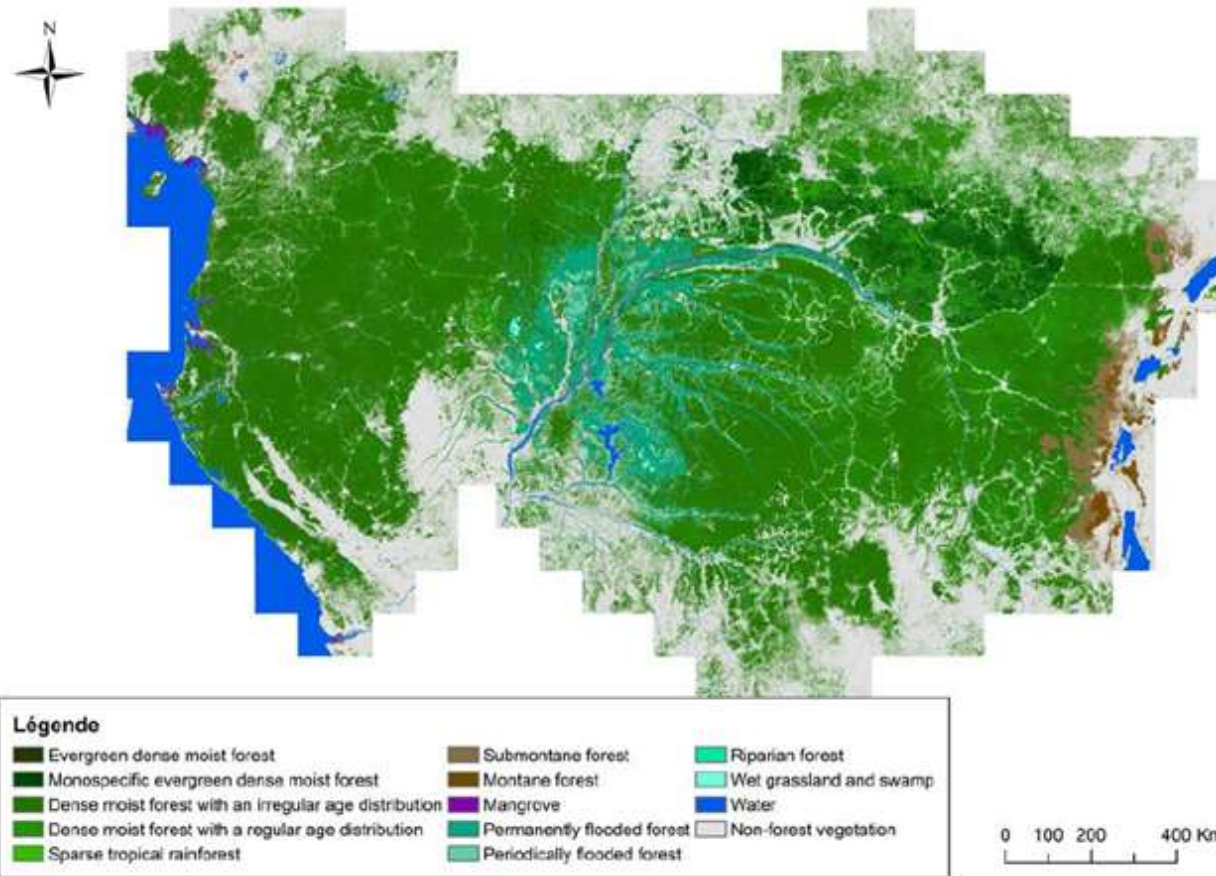 N
Légende
Evergreen dense moist forest
Monospecific evergreen dense moist forest
Dense moist forest with an irregular age distribution
Dense moist forest with a regular age distribution
Sparse tropical rainforest
Submontane forest
Montane forest
Mangrove
Permanently flooded forest
Periodically flooded forest
Riparian forest
Wet grassland and swamp
Water
Non-forest vegetation
0 100 200 400 Km